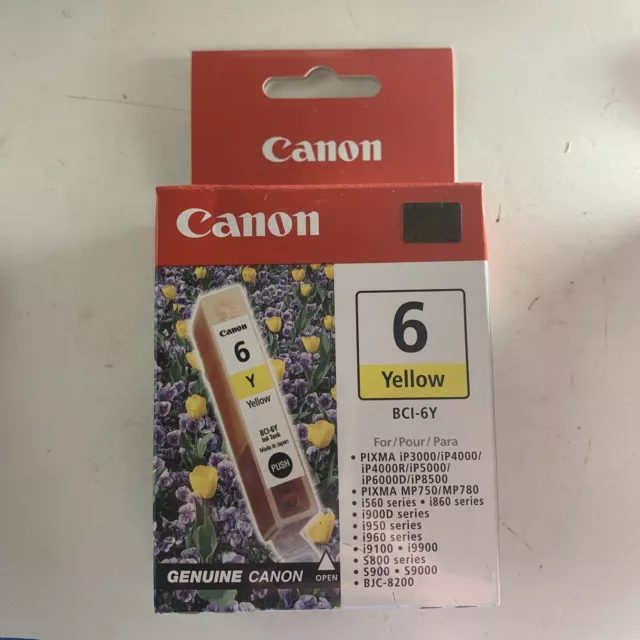 Canon
Canon
Canon
6
Y
Yellow
BCI-6Y
Ink Tank
Made in Japan
PUSH
GENUINE CANON
OPEN
6
Yellow
BCI-6Y
For/Pour/Para
• PIXMA iP3000/iP4000/
iP4000R/iP5000/
iP6000D/iP8500
• PIXMA MP750/MP780
• i560 series • i860 series
• i900D series
• i950 series
• i960 series
• i9100 • i9900
• S800 series
• S900 • S9000
• BJC-8200